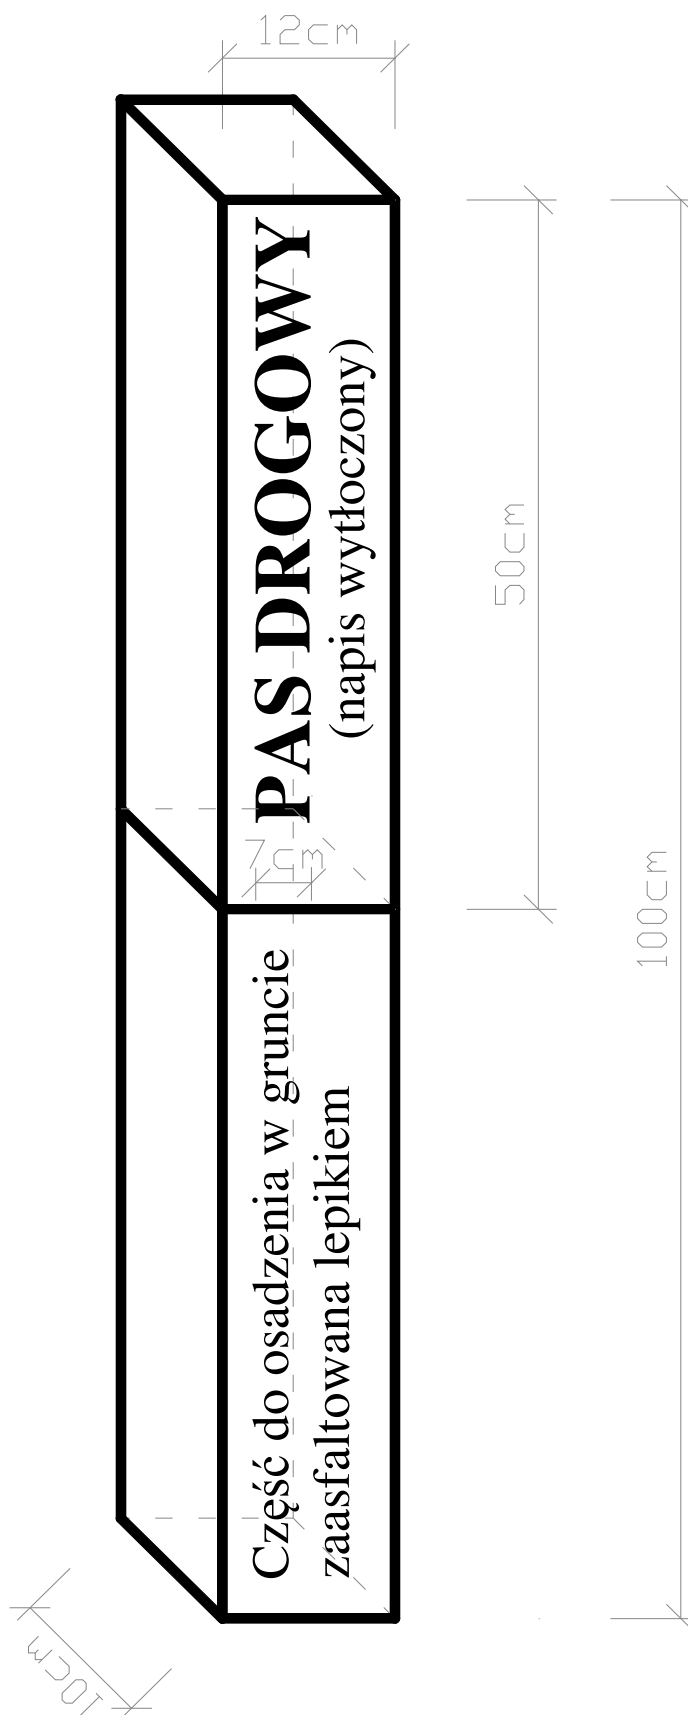 12cm
PAS DROGOWY
(napis wytłoczony)
50cm
7cm
100cm
Część do osadzenia w gruncie
zaasfaltowana lepikiem
10cm